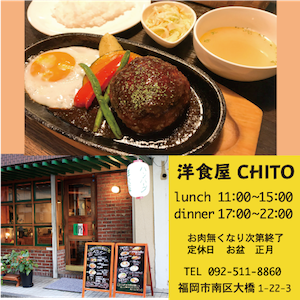 洋食屋 CHITO
lunch 11:00~15:00
dinner 17:00~22:00
お肉無くなり次第終了
定休日 お盆 正月
TEL 092-511-8860
福岡市南区大橋1-22-3